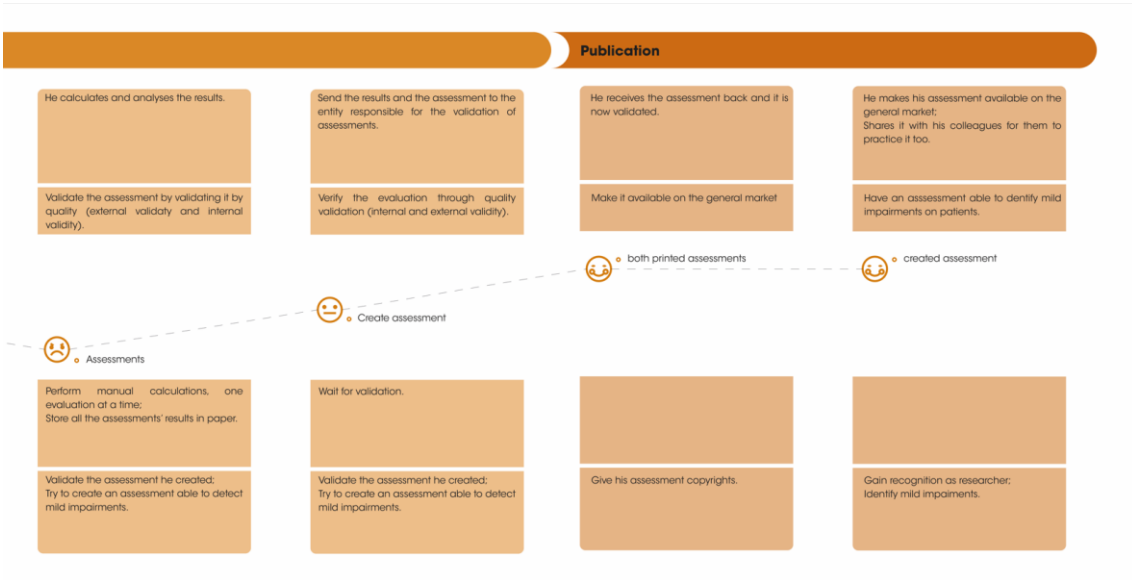 Publication
He calculates and analyses the results.
Send the results and the assessment to the
entity responsible for the validation of
assessments.
He receives the assessment back and it is
now validated.
He makes his assessment available on the
general market;
Shares it with his colleagues for them to
practice it too.
Validate the assessment by validating it by
quality (external validaty and internal
validity).
Verify the evaluation through quality
validation (internal and external validity).
Make it available on the general market
Have an asssessment able to dentify mild
impairments on patients.
both printed assessments
created assessment
Create assessment
Assessments
Perform manual calculations, one
evaluation at a time;
Store all the assessments' results in paper.
Wait for validation.
Validate the assessment he created;
Try to create an assessment able to detect
mild impairments.
Validate the assessment he created;
Try to create an assessment able to detect
mild impairments.
Give his assessment copyrights.
Gain recognition as researcher;
Identify mild impaiments.